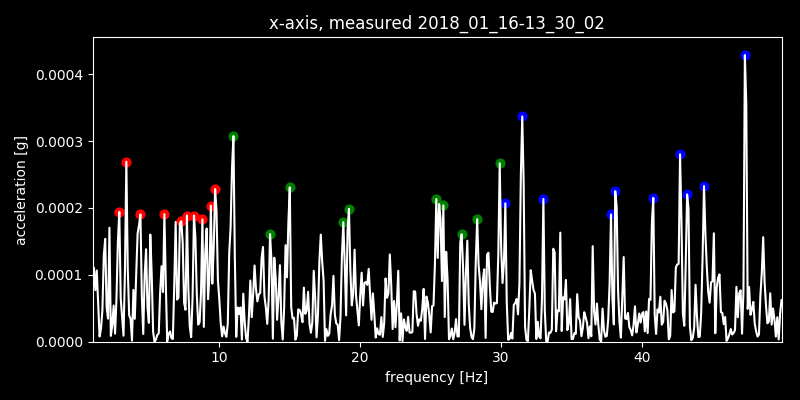 x-axis, measured 2018_01_16-13_30_02
acceleration [g]
0.0004
0.0003
0.0002
0.0001
0.0000
10 20 30 40
frequency [Hz]